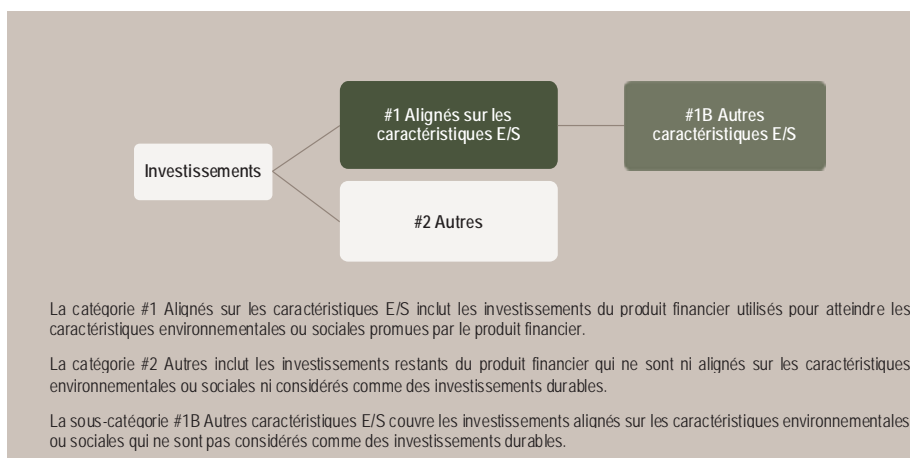 #1 Alignés sur les
caractéristiques E/S
#1B Autres
caractéristiques E/S
Investissements
#2 Autres
La catégorie #1 Alignés sur les caractéristiques E/S inclut les investissements du produit financier utilisés pour atteindre les
caractéristiques environnementales ou sociales promues par le produit financier.
La catégorie #2 Autres inclut les investissements restants du produit financier qui ne sont ni alignés sur les caractéristiques
environnementales ou sociales ni considérés comme des investissements durables.
La sous-catégorie #1B Autres caractéristiques E/S couvre les investissements alignés sur les caractéristiques environnementales
ou sociales qui ne sont pas considérés comme des investissements durables.